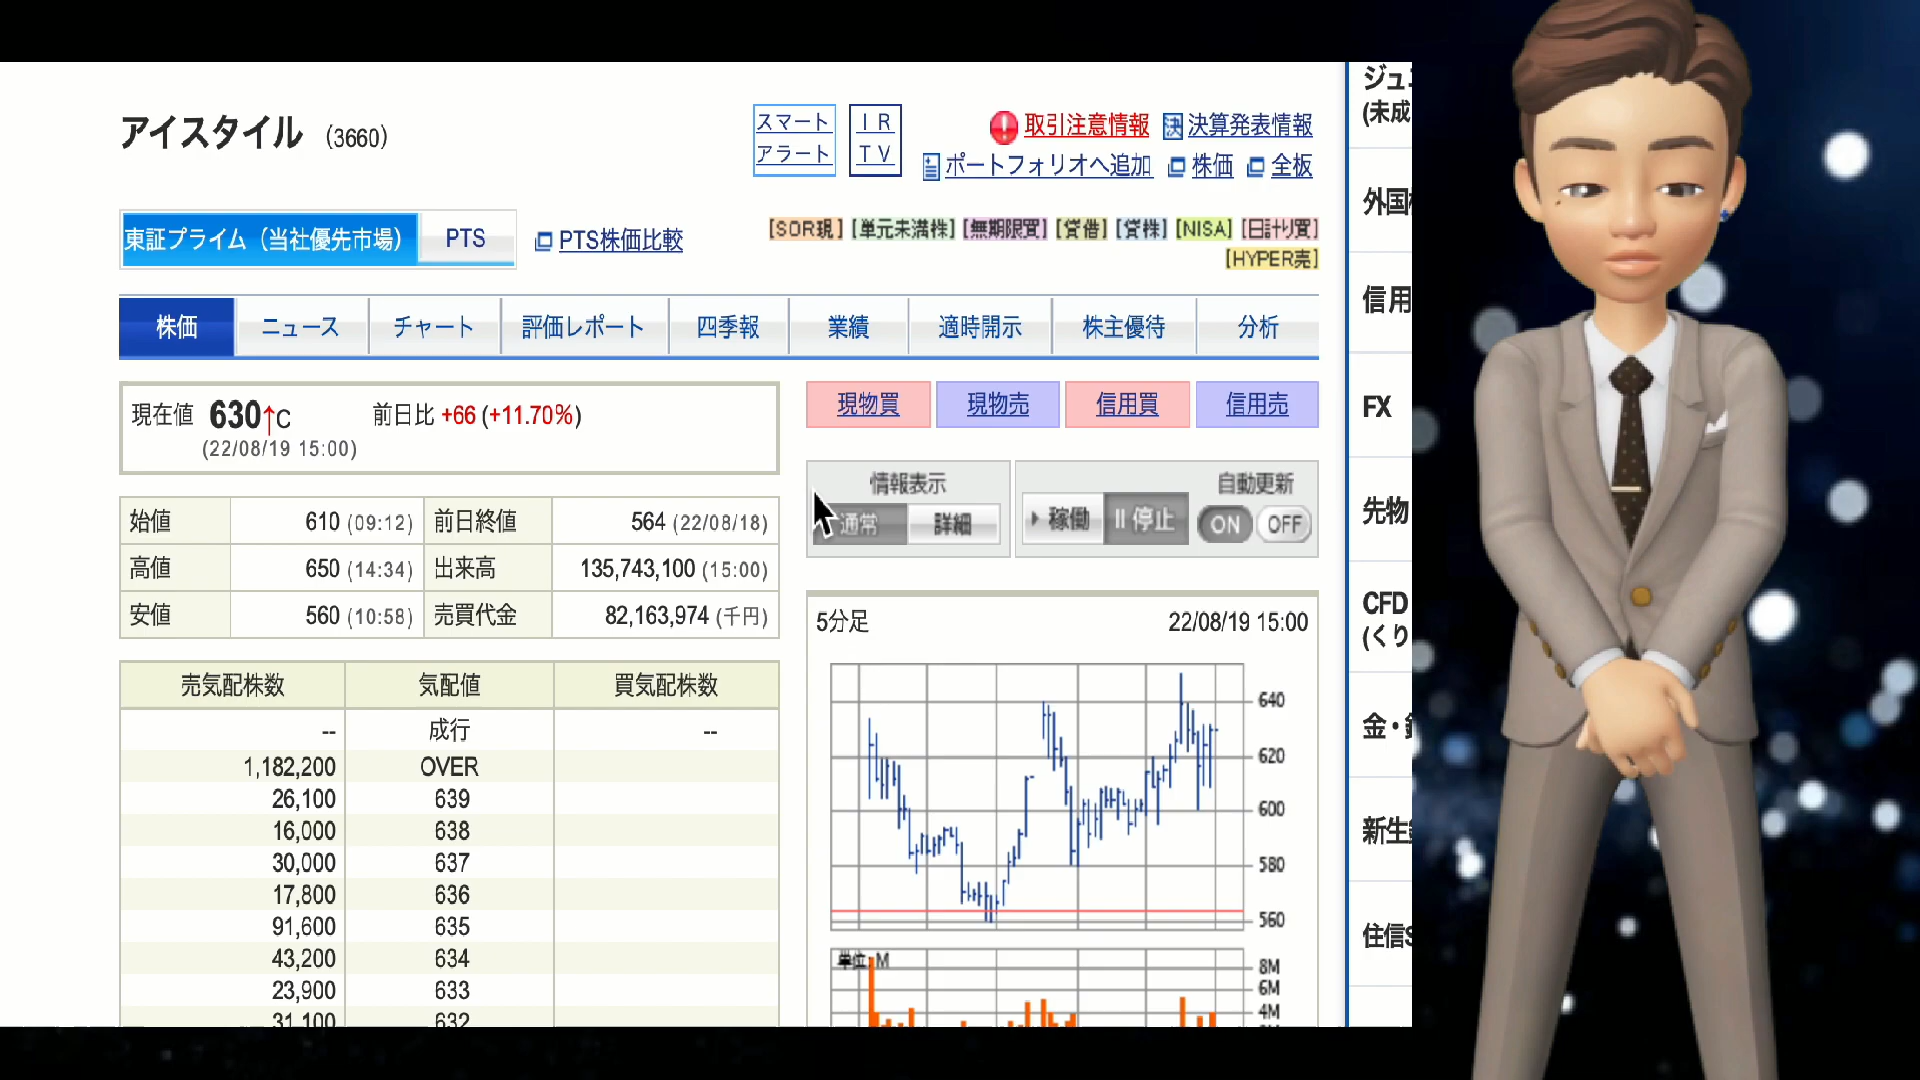 アイスタイル (3660)
スマート
アラート
I R
T V
取引注意情報 決 決算発表情報
ポートフォリオへ追加 株価 全板
東証プライム (当社優先市場) PTS PTS株価比較
[SOR現] [単元未満株] [無期限買] [貸借] [貸株] [NISA] [日計り買]
[HYPER売]
株価 ニュース チャート 評価レポート 四季報 業績 適時開示 株主優待 分析
現在値 630↑C 前日比 +66 (+11.70%)
(22/08/19 15:00)
現物買 現物売 信用買 信用売
情報表示 自動更新
通常 詳細 稼働 停止 ON OFF
始値 610 (09:12) 前日終値 564 (22/08/18)
高値 650 (14:34) 出来高 135,743,100 (15:00)
安値 560 (10:58) 売買代金 82,163,974 (千円)
売気配株数 気配値 買気配株数
-- 成行 --
1,182,200 OVER
26,100 639
16,000 638
30,000 637
17,800 636
91,600 635
43,200 634
23,900 633
31,100 632
5分足 22/08/19 15:00
640
620
600
580
560
単位:M
8M
6M
4M
ジュニ
(未成
外国
信用
FX
先物
CFD
(くり
金・
新生
住信S